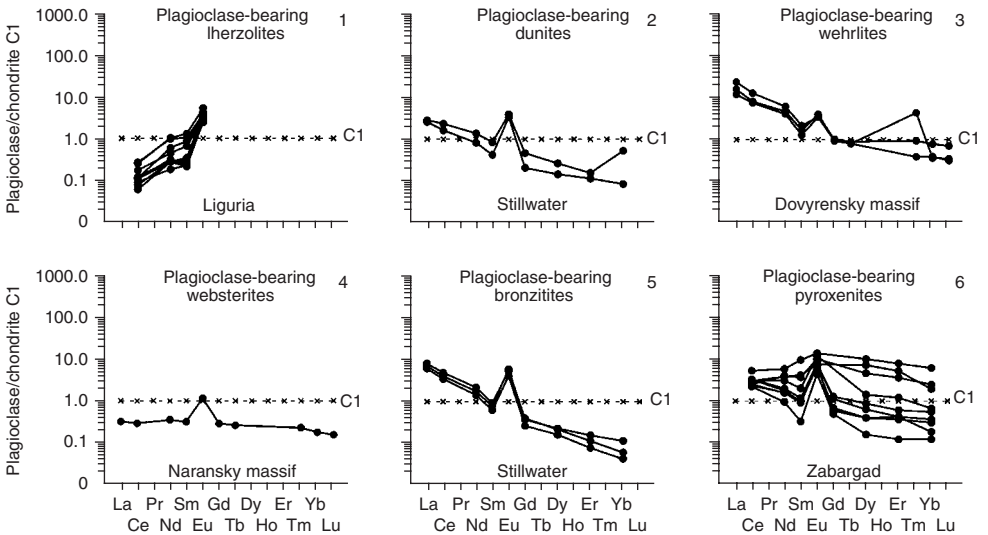 Plagioclase-bearing lherzolites 1
Plagioclase-bearing dunites 2
Plagioclase-bearing wehrlites 3
Plagioclase/chondrite C1
1000.0
100.0
10.0
1.0
0.1
0
C1
C1
C1
Liguria
Stillwater
Dovyrensky massif
Plagioclase-bearing websterites 4
Plagioclase-bearing bronzitites 5
Plagioclase-bearing pyroxenites 6
Plagioclase/chondrite C1
1000.0
100.0
10.0
1.0
0.1
0
C1
C1
C1
Naransky massif
Stillwater
Zabargad
La Pr Sm Gd Dy Er Yb
Ce Nd Eu Tb Ho Tm Lu
La Pr Sm Gd Dy Er Yb
Ce Nd Eu Tb Ho Tm Lu
La Pr Sm Gd Dy Er Yb
Ce Nd Eu Tb Ho Tm Lu